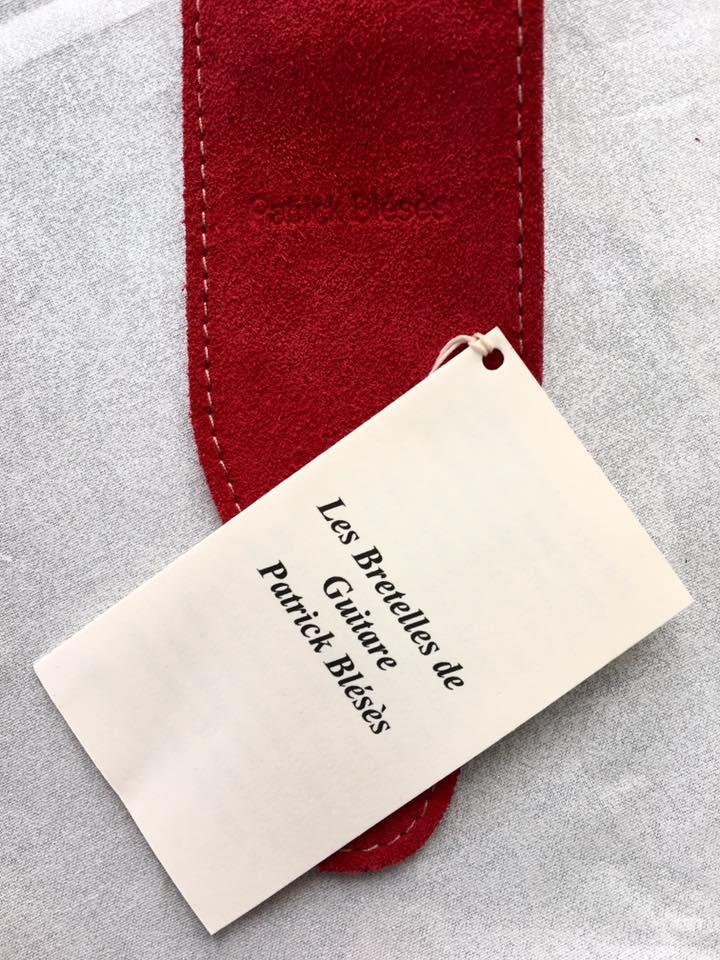 Patrick Blésès
Les Bretelles de
Guitare
Patrick Blésès